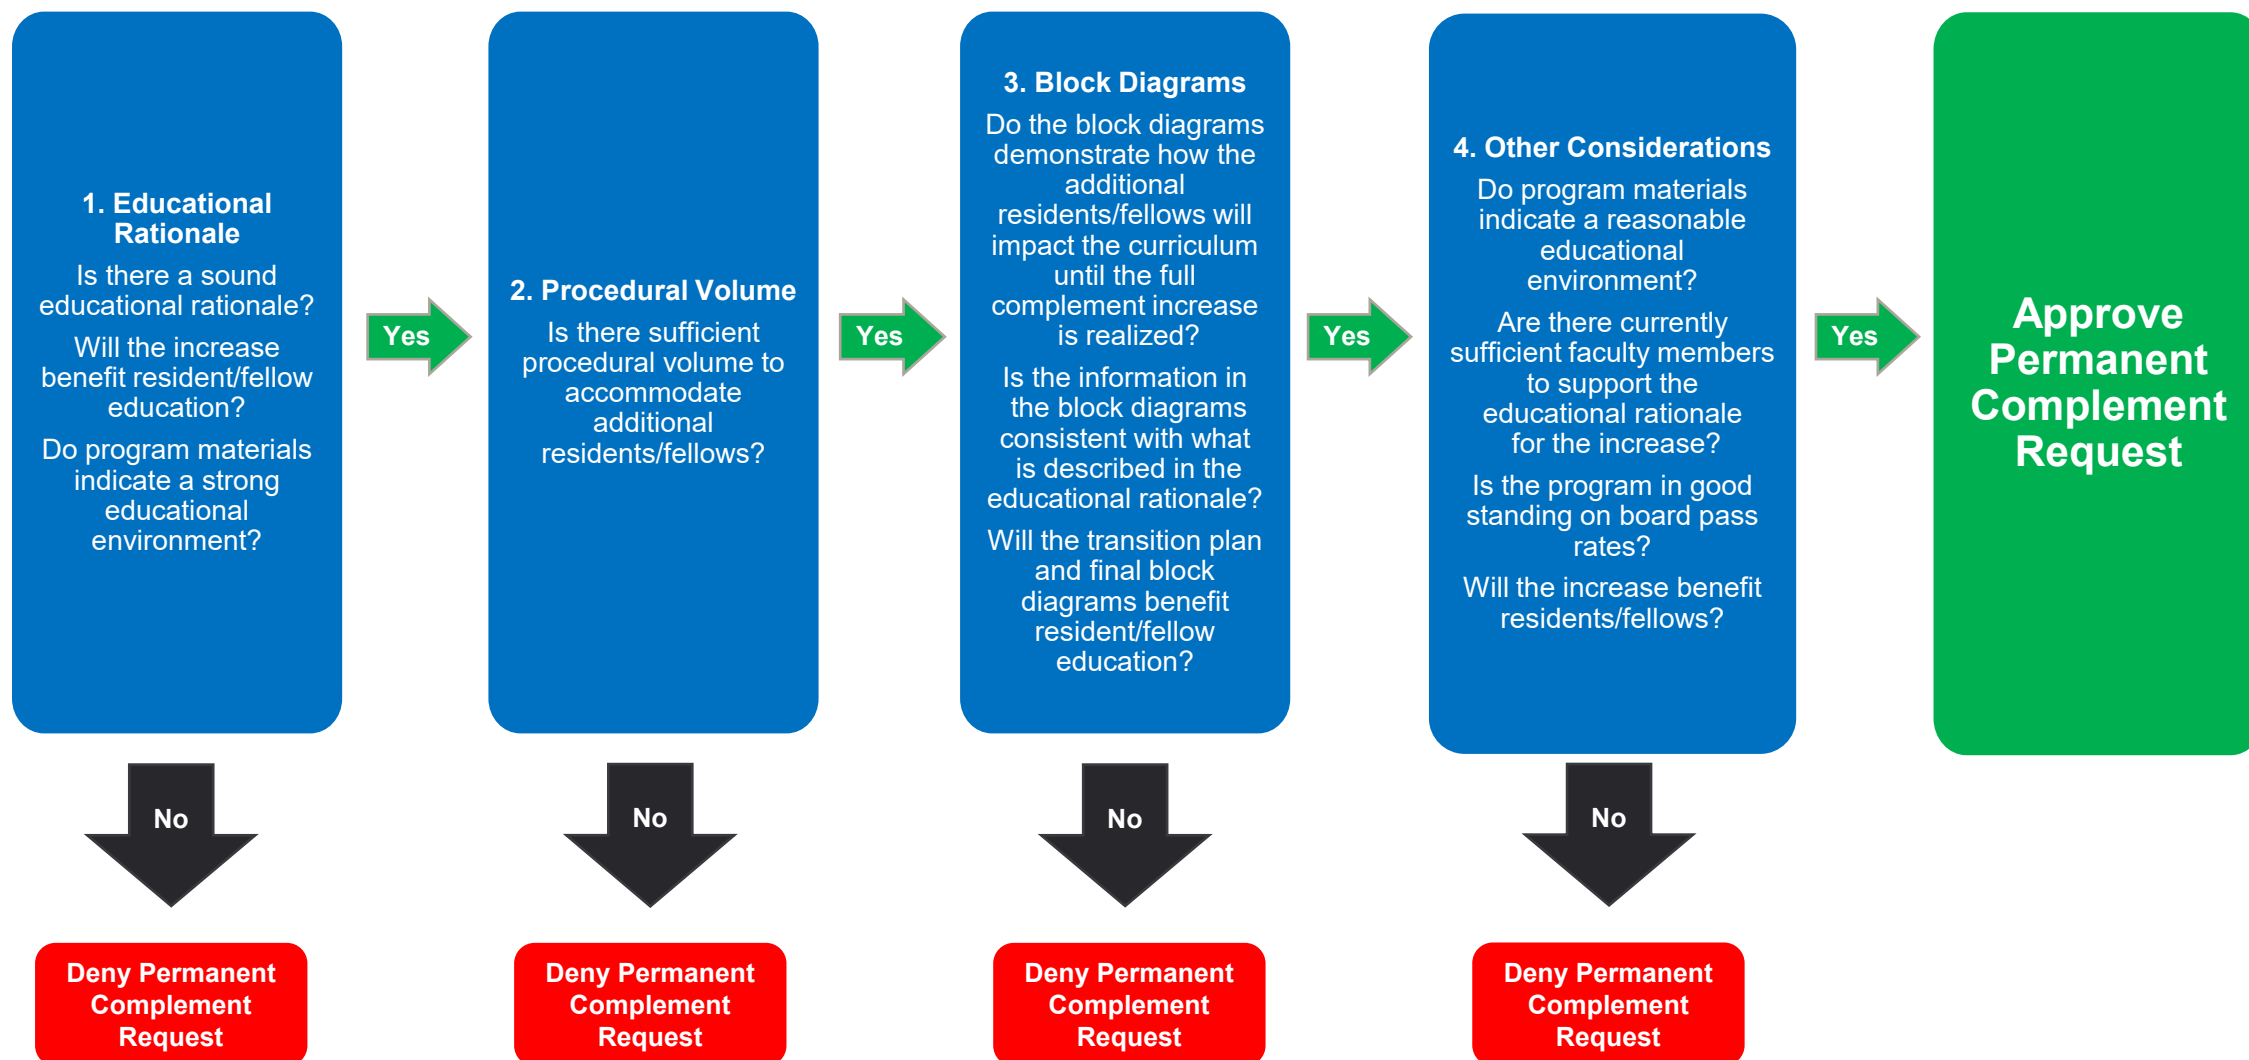 1. Educational
Rationale
Is there a sound
educational rationale?
Will the increase
benefit resident/fellow
education?
Do program materials
indicate a strong
educational
environment?
Yes
2. Procedural Volume
Is there sufficient
procedural volume to
accommodate
additional
residents/fellows?
Yes
3. Block Diagrams
Do the block diagrams
demonstrate how the
additional
residents/fellows will
impact the curriculum
until the full
complement increase
is realized?
Is the information in
the block diagrams
consistent with what
is described in the
educational rationale?
Will the transition plan
and final block
diagrams benefit
resident/fellow
education?
Yes
4. Other Considerations
Do program materials
indicate a reasonable
educational
environment?
Are there currently
sufficient faculty members
to support the
educational rationale
for the increase?
Is the program in good
standing on board pass
rates?
Will the increase benefit
residents/fellows?
Yes
Approve
Permanent
Complement
Request
No
No
No
No
Deny Permanent
Complement
Request
Deny Permanent
Complement
Request
Deny Permanent
Complement
Request
Deny Permanent
Complement
Request